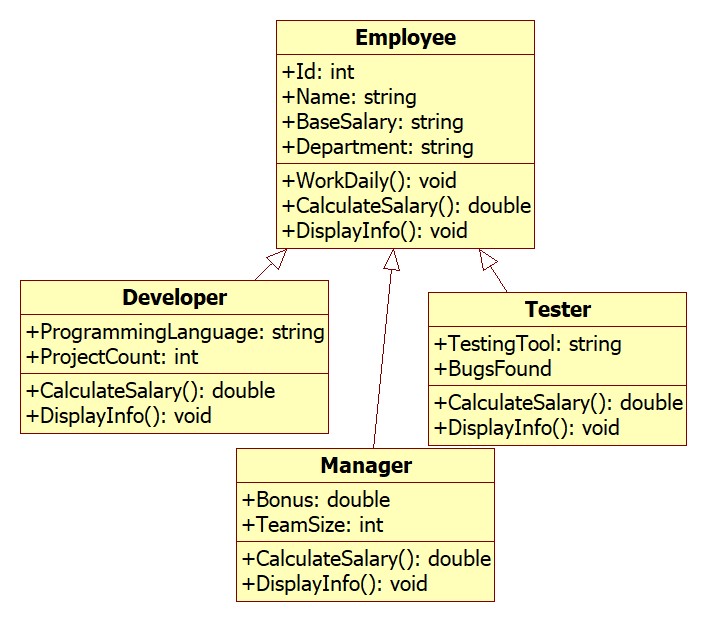 Employee
+Id: int
+Name: string
+BaseSalary: string
+Department: string
+WorkDaily(): void
+CalculateSalary(): double
+DisplayInfo(): void
Developer
+ProgrammingLanguage: string
+ProjectCount: int
+CalculateSalary(): double
+DisplayInfo(): void
Tester
+TestingTool: string
+BugsFound
+CalculateSalary(): double
+DisplayInfo(): void
Manager
+Bonus: double
+TeamSize: int
+CalculateSalary(): double
+DisplayInfo(): void